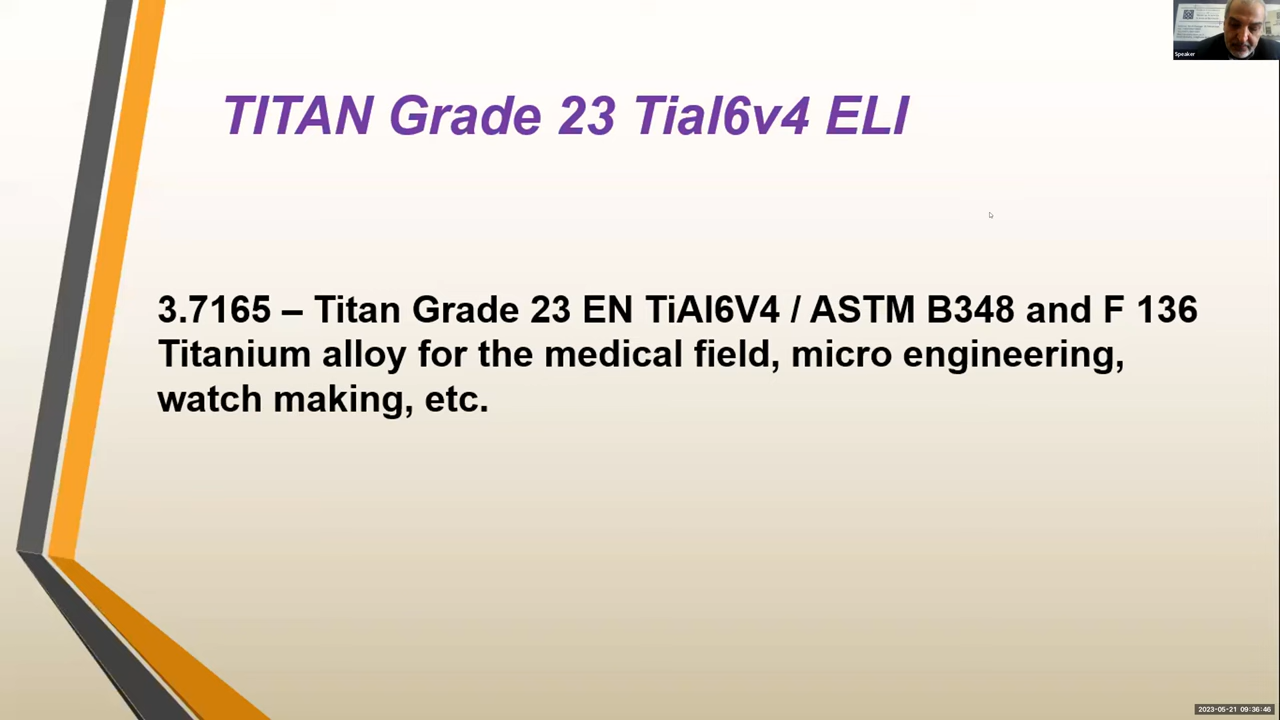 TITAN Grade 23 Tial6v4 ELI
3.7165 – Titan Grade 23 EN TiAl6V4 / ASTM B348 and F 136
Titanium alloy for the medical field, micro engineering,
watch making, etc.
Speaker
2023-05-21 09:36:46